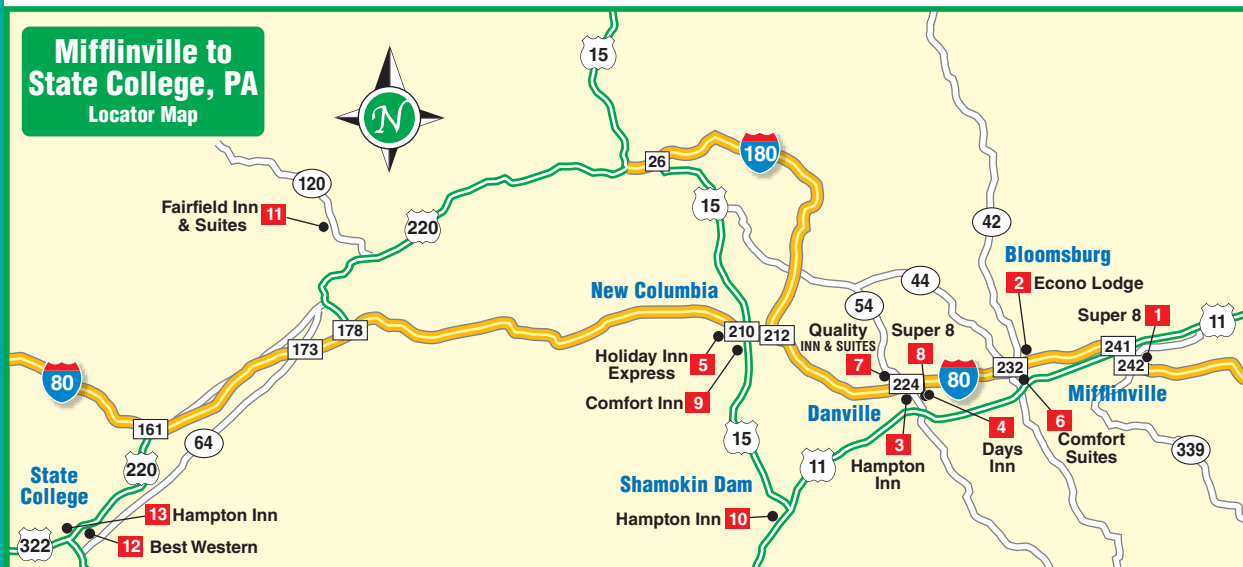 Mifflinville to
State College, PA
Locator Map
N
15
26
180
120
15
42
Fairfield Inn
& Suites
11
220
Bloomsburg
44
2 Econo Lodge
New Columbia
54
Super 8 1
11
178
210
212
Quality
INN & SUITES
7
Super 8
8
241
173
Holiday Inn
Express
5
232
242
80
224
80
Mifflinville
Comfort Inn 9
Danville
161
64
15
3
Hampton
Inn
4
Days
Inn
6
Comfort
Suites
339
220
11
State
College
Shamokin Dam
13 Hampton Inn
Hampton Inn 10
322
12 Best Western